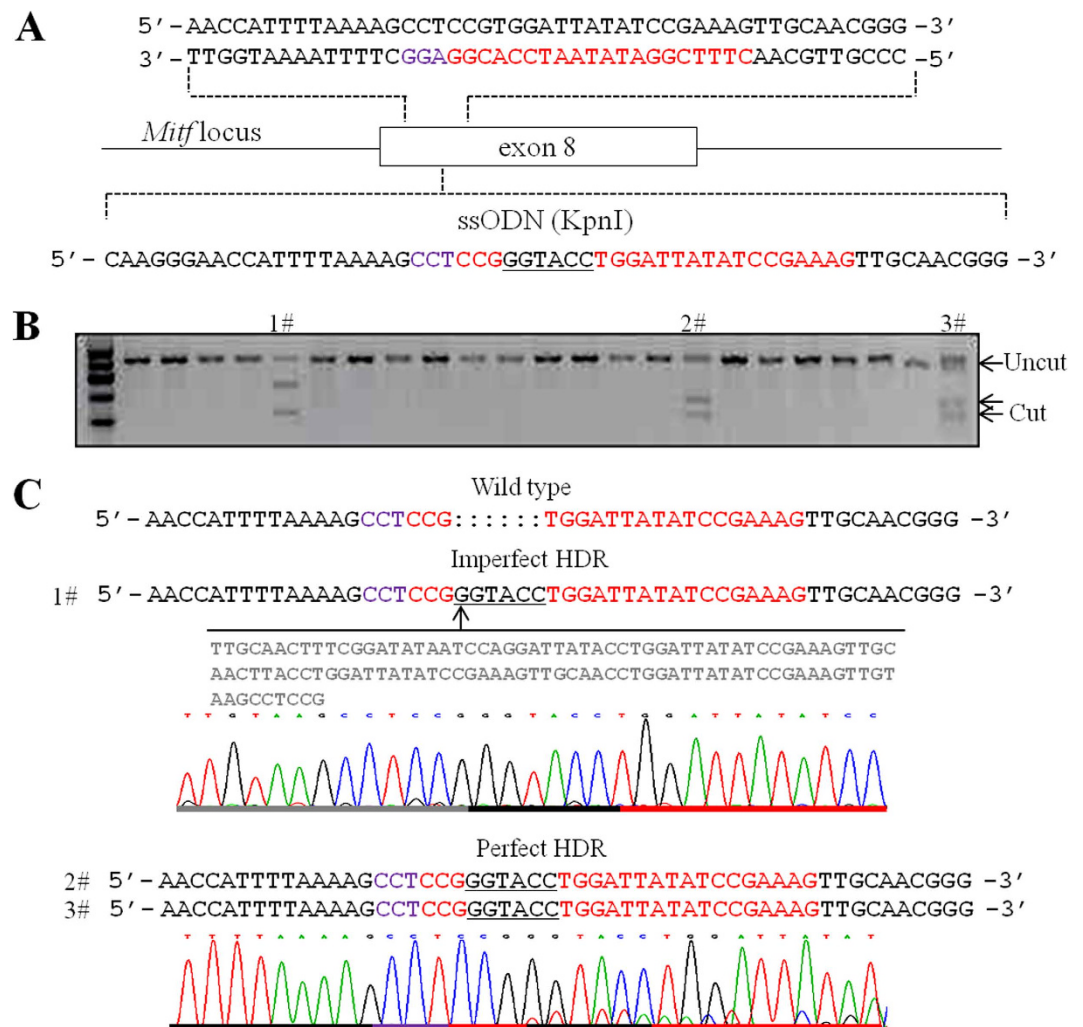 A
5′- AACCATTTTAAAAGCCTCCGTGGATTATATCCGAAAGTTGCAACGGG -3′
3′- TTGGTAAAATTTTCGGAGGCACCTAATATAGGCTTTCAACGTTGCCC -5′
Mitf locus
exon 8
ssODN (KpnI)
5′- CAAGGGAACCATTTTAAAAGCCTCCGGGTACCTGGATTATATCCGAAAGTTGCAACGGG -3′
B
1# 2# 3#
Uncut
Cut
C
Wild type
5′- AACCATTTTAAAAGCCTCCG::::::TGGATTATATCCGAAAGTTGCAACGGG -3′
Imperfect HDR
1# 5′- AACCATTTTAAAAGCCTCCGGGTACCTGGATTATATCCGAAAGTTGCAACGGG -3′
TTGCAACTTTCGGATATAATCCAGGATTATACCTGGATTATATCCGAAAGTTGC
AACTTACCTGGATTATATCCGAAAGTTGCAACCTGGATTATATCCGAAAGTTGT
AAGCCTCCG
T T G T A A G C C T C C G G G T A C C T G G A T T A T A T C C
Perfect HDR
2# 5′- AACCATTTTAAAAGCCTCCGGGTACCTGGATTATATCCGAAAGTTGCAACGGG -3′
3# 5′- AACCATTTTAAAAGCCTCCGGGTACCTGGATTATATCCGAAAGTTGCAACGGG -3′
T T T T A A A A G C C T C C G G G T A C C T G G A T T A T A T